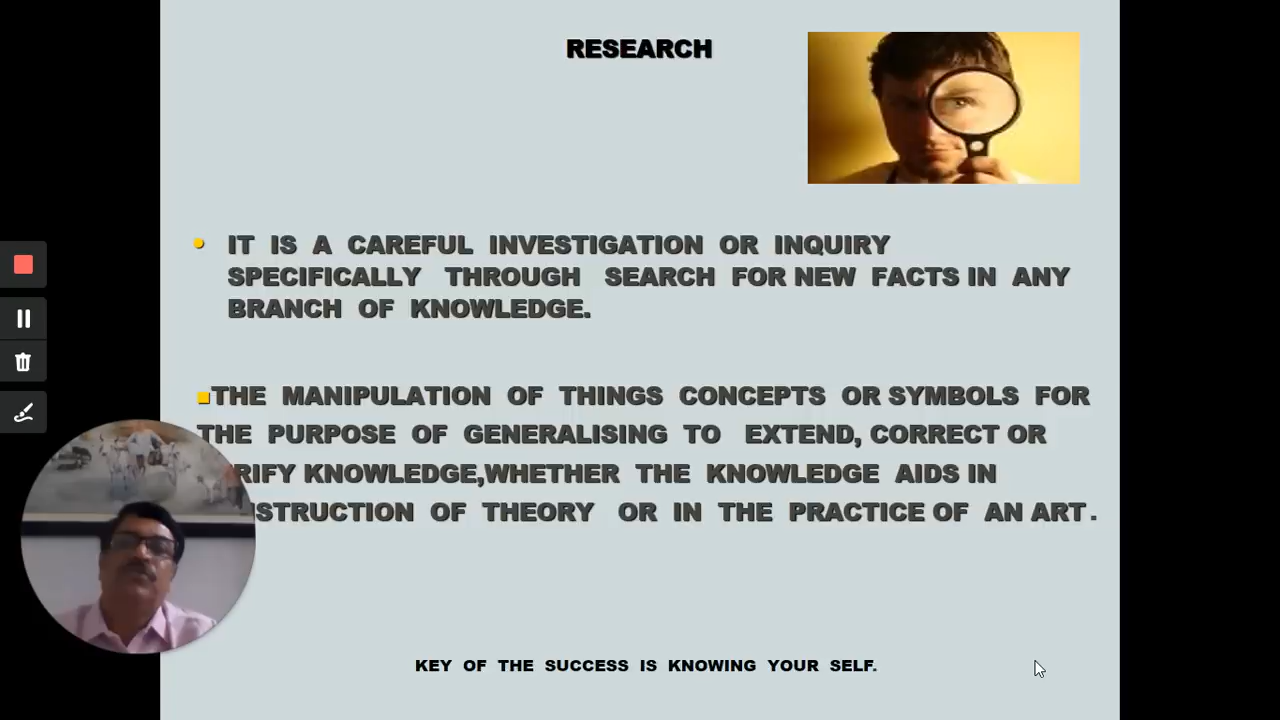 RESEARCH
IT IS A CAREFUL INVESTIGATION OR INQUIRY
SPECIFICALLY THROUGH SEARCH FOR NEW FACTS IN ANY
BRANCH OF KNOWLEDGE.
THE MANIPULATION OF THINGS CONCEPTS OR SYMBOLS FOR
THE PURPOSE OF GENERALISING TO EXTEND, CORRECT OR
KNOWLEDGE,WHETHER THE KNOWLEDGE AIDS IN
OF THEORY OR IN THE PRACTICE OF AN ART.
KEY OF THE SUCCESS IS KNOWING YOUR SELF.